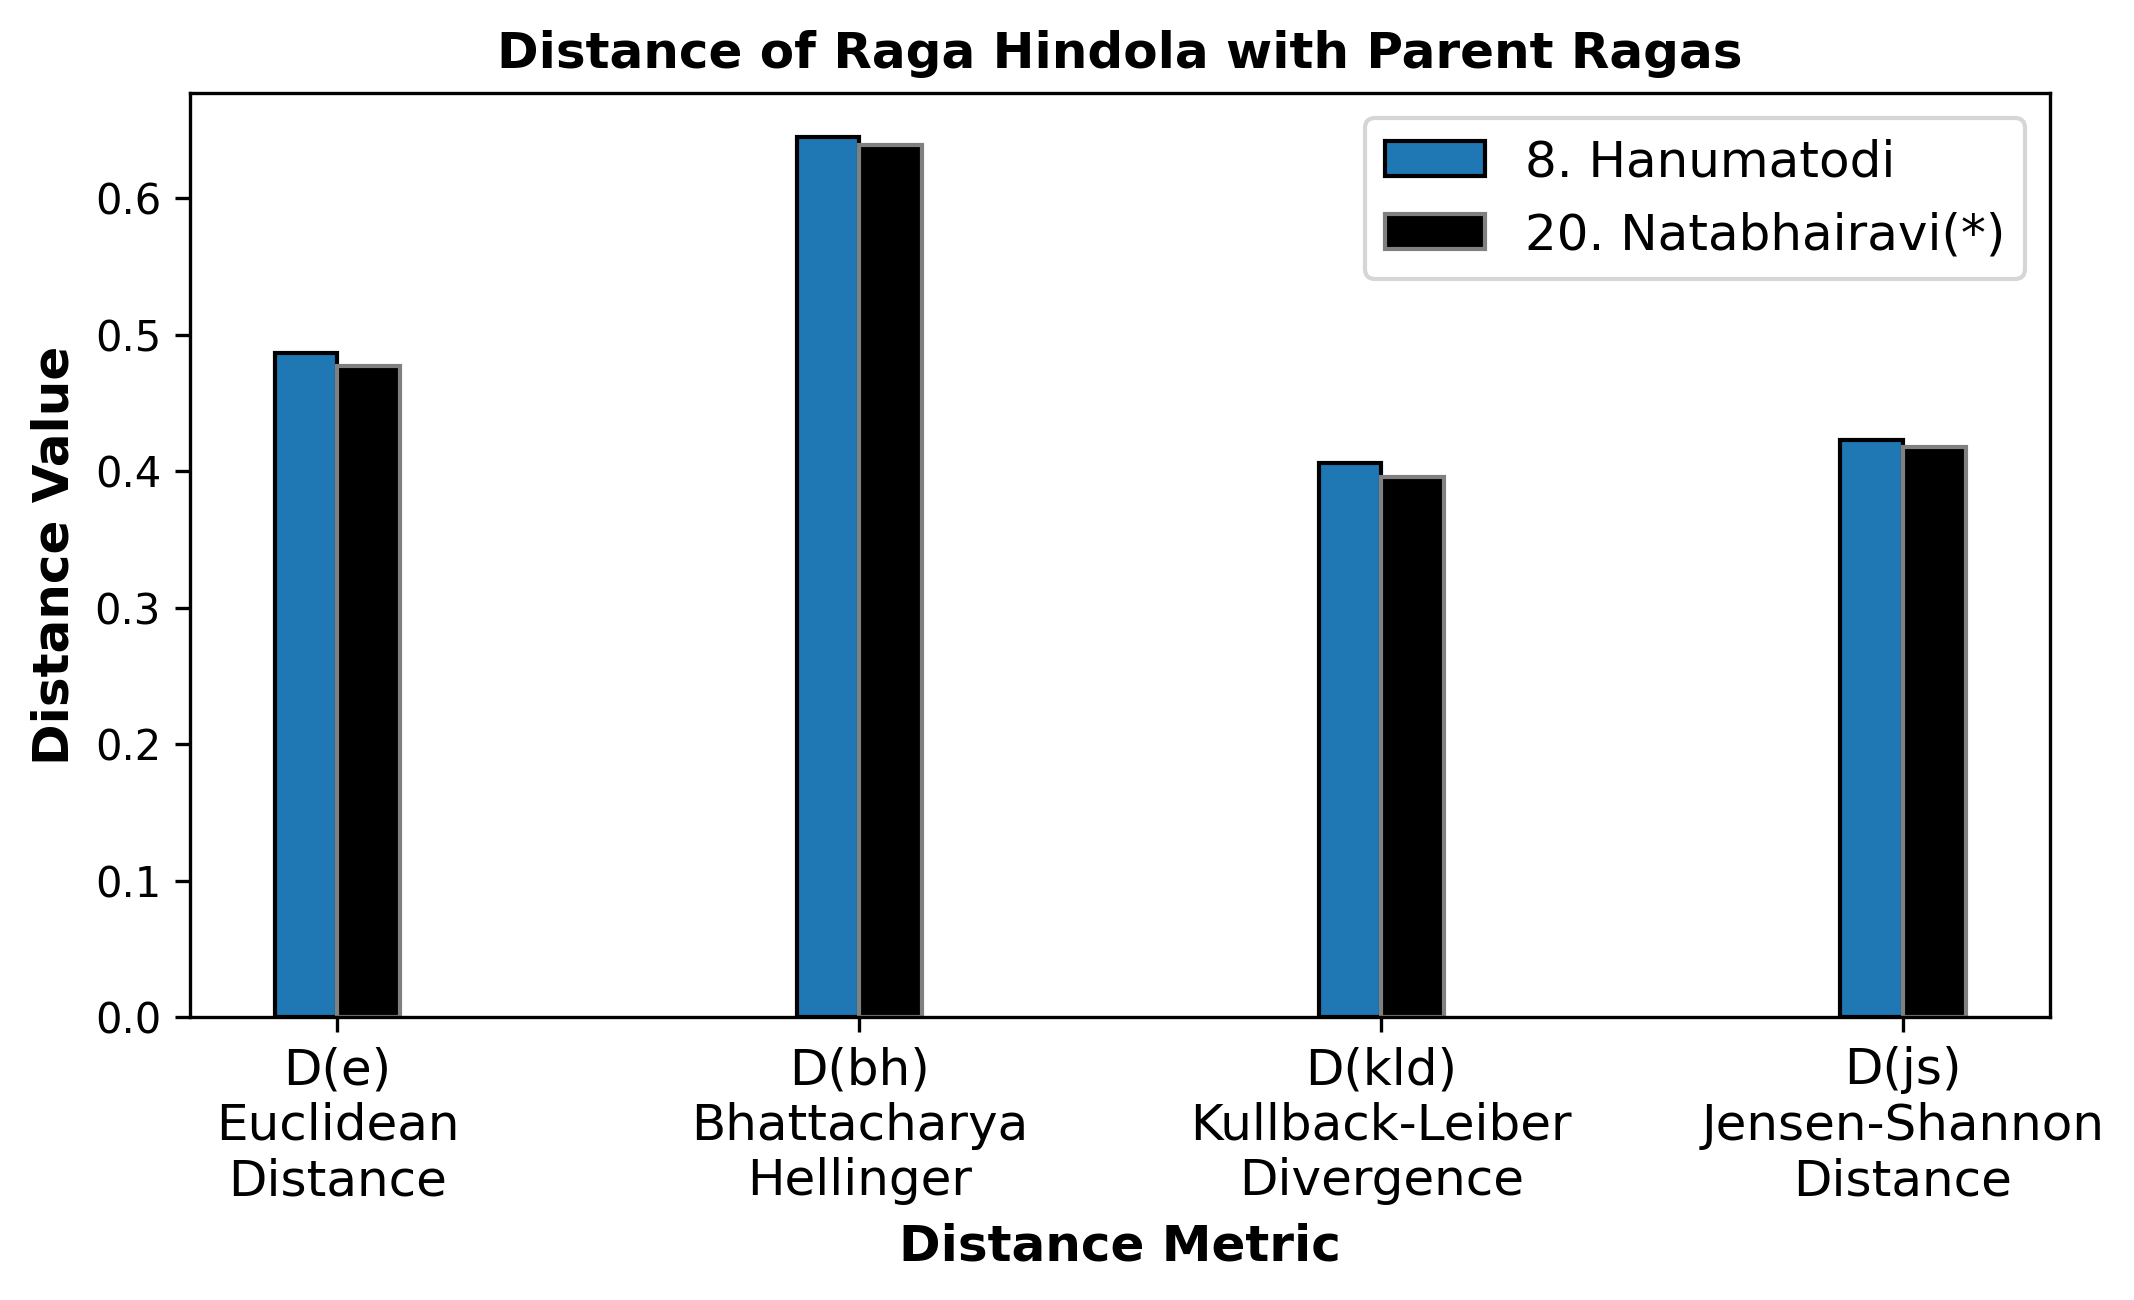 Distance of Raga Hindola with Parent Ragas
8. Hanumatodi
20. Natabhairavi(*)
Distance Value
0.6
0.5
0.4
0.3
0.2
0.1
0.0
D(e)
Euclidean
Distance
D(bh)
Bhattacharya
Hellinger
D(kld)
Kullback-Leiber
Divergence
D(js)
Jensen-Shannon
Distance
Distance Metric